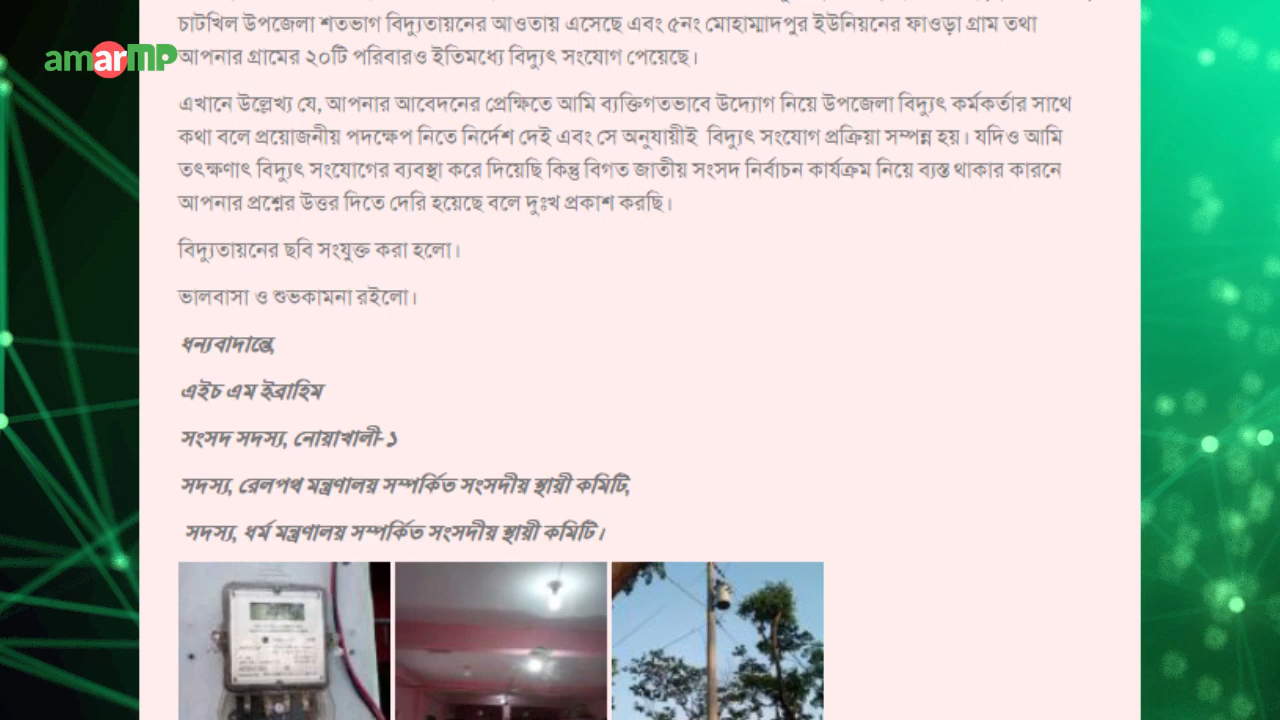 চাটখিল উপজেলা শতভাগ বিদ্যুতায়নের আওতায় এসেছে এবং ৫নং মোহাম্মাদপুর ইউনিয়নের ফাওড়া গ্রাম তথা
amarMP
আপনার গ্রামের ২০টি পরিবারও ইতিমধ্যে বিদ্যুৎ সংযোগ পেয়েছে।
এখানে উল্লেখ্য যে, আপনার আবেদনের প্রেক্ষিতে আমি ব্যক্তিগতভাবে উদ্যোগ নিয়ে উপজেলা বিদ্যুৎ কর্মকর্তার সাথে
কথা বলে প্রয়োজনীয় পদক্ষেপ নিতে নির্দেশ দেই এবং সে অনুযায়ীই বিদ্যুৎ সংযোগ প্রক্রিয়া সম্পন্ন হয়। যদিও আমি
তৎক্ষণাৎ বিদ্যুৎ সংযোগের ব্যবস্থা করে দিয়েছি কিন্তু বিগত জাতীয় সংসদ নির্বাচন কার্যক্রম নিয়ে ব্যস্ত থাকার কারনে
আপনার প্রশ্নের উত্তর দিতে দেরি হয়েছে বলে দুঃখ প্রকাশ করছি।
বিদ্যুতায়নের ছবি সংযুক্ত করা হলো।
ভালবাসা ও শুভকামনা রইলো।
ধন্যবাদান্তে,
এইচ এম ইব্রাহিম
সংসদ সদস্য, নোয়াখালী-১
সদস্য, রেলপথ মন্ত্রণালয় সম্পর্কিত সংসদীয় স্থায়ী কমিটি,
সদস্য, ধর্ম মন্ত্রণালয় সম্পর্কিত সংসদীয় স্থায়ী কমিটি।